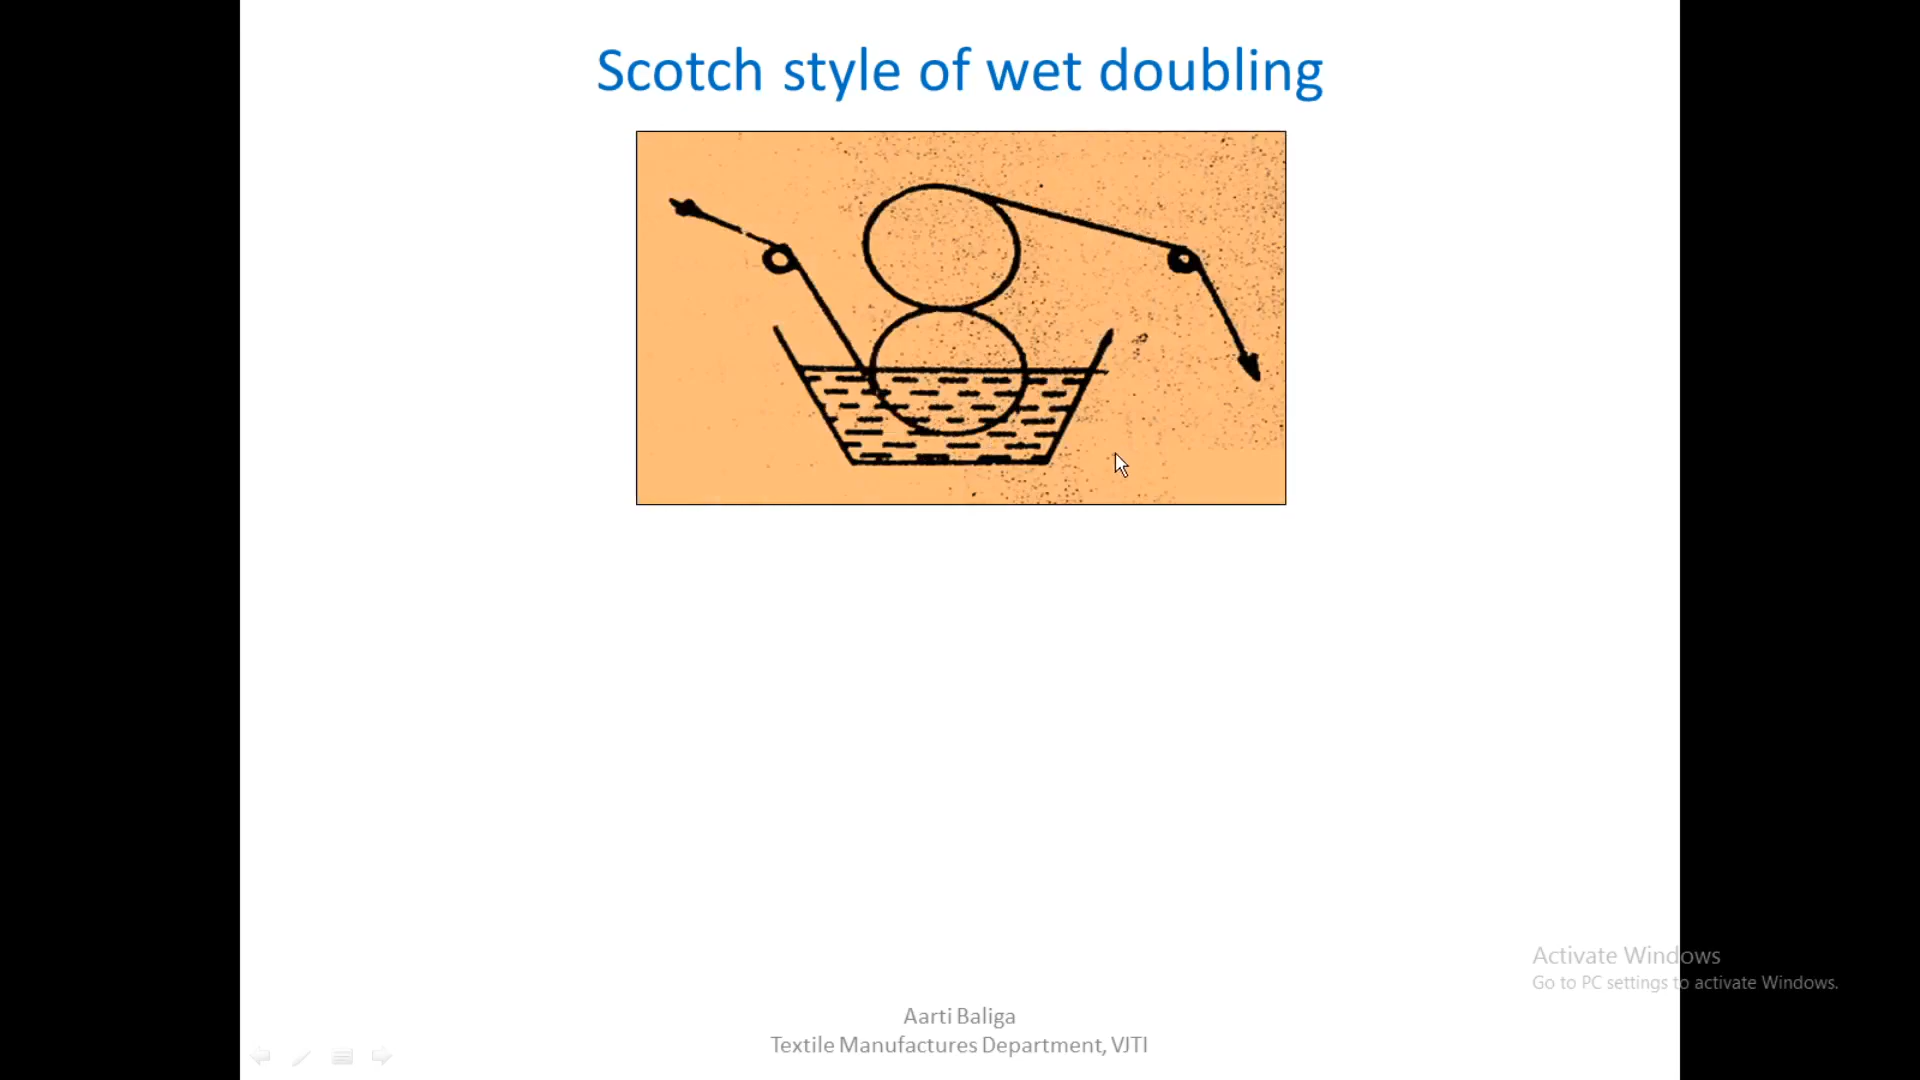 Scotch style of wet doubling
Activate Windows
Go to PC settings to activate Windows.
Aarti Baliga
Textile Manufactures Department, VJTI